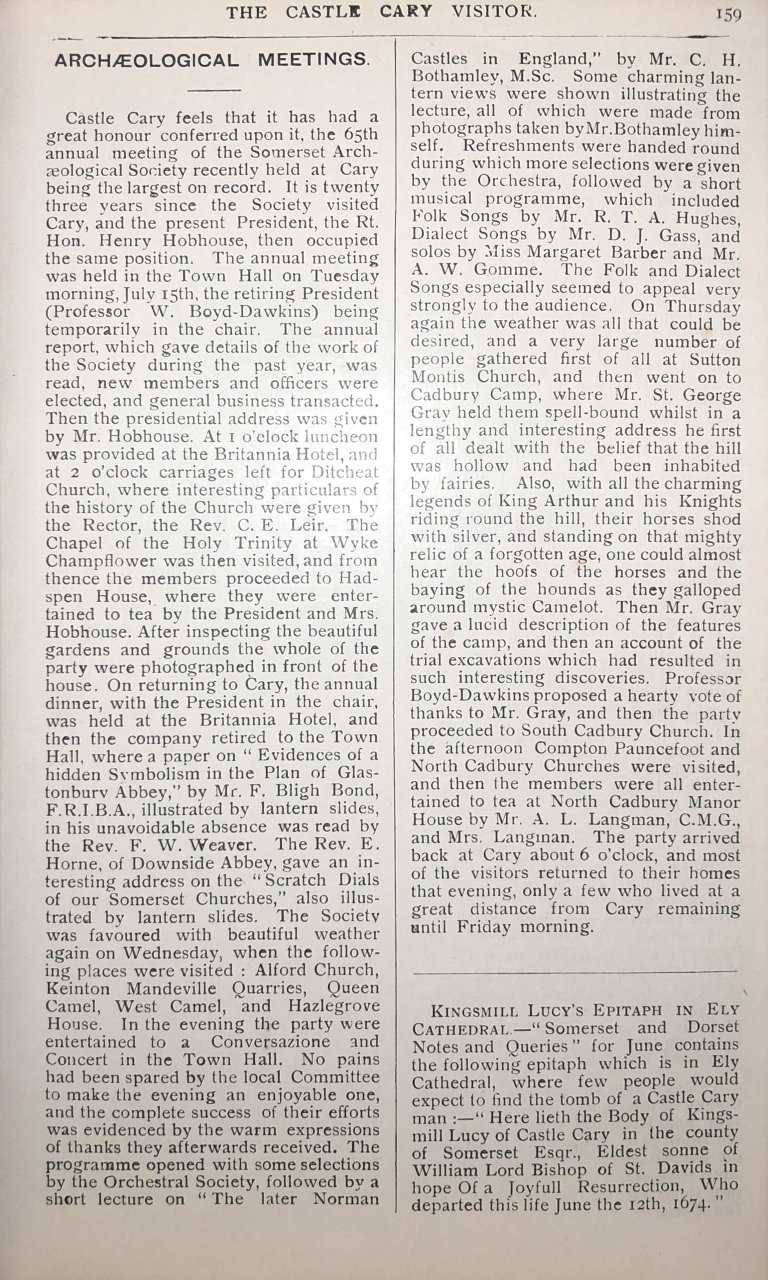 THE CASTLE CARY VISITOR. 159
ARCHÆOLOGICAL MEETINGS.
Castle Cary feels that it has had a
great honour conferred upon it, the 65th
annual meeting of the Somerset Arch-
æological Society recently held at Cary
being the largest on record. It is twenty
three years since the Society visited
Cary, and the present President, the Rt.
Hon. Henry Hobhouse, then occupied
the same position. The annual meeting
was held in the Town Hall on Tuesday
morning, July 15th, the retiring President
(Professor W. Boyd-Dawkins) being
temporarily in the chair. The annual
report, which gave details of the work of
the Society during the past year, was
read, new members and officers were
elected, and general business transacted.
Then the presidential address was given
by Mr. Hobhouse. At 1 o'clock luncheon
was provided at the Britannia Hotel, and
at 2 o'clock carriages left for Ditcheat
Church, where interesting particulars of
the history of the Church were given by
the Rector, the Rev. C. E. Leir. The
Chapel of the Holy Trinity at Wyke
Champflower was then visited, and from
thence the members proceeded to Had-
spen House, where they were enter-
tained to tea by the President and Mrs.
Hobhouse. After inspecting the beautiful
gardens and grounds the whole of the
party were photographed in front of the
house. On returning to Cary, the annual
dinner, with the President in the chair,
was held at the Britannia Hotel, and
then the company retired to the Town
Hall, where a paper on " Evidences of a
hidden Symbolism in the Plan of Glas-
tonbury Abbey," by Mr. F. Bligh Bond,
F.R.I.B.A., illustrated by lantern slides,
in his unavoidable absence was read by
the Rev. F. W. Weaver. The Rev. E.
Horne, of Downside Abbey, gave an in-
teresting address on the " Scratch Dials
of our Somerset Churches," also illus-
trated by lantern slides. The Society
was favoured with beautiful weather
again on Wednesday, when the follow-
ing places were visited : Alford Church,
Keinton Mandeville Quarries, Queen
Camel, West Camel, and Hazlegrove
House. In the evening the party were
entertained to a Conversazione and
Concert in the Town Hall. No pains
had been spared by the local Committee
to make the evening an enjoyable one,
and the complete success of their efforts
was evidenced by the warm expressions
of thanks they afterwards received. The
programme opened with some selections
by the Orchestral Society, followed by a
short lecture on " The later Norman
Castles in England," by Mr. C. H.
Bothamley, M.Sc. Some charming lan-
tern views were shown illustrating the
lecture, all of which were made from
photographs taken by Mr. Bothamley him-
self. Refreshments were handed round
during which more selections were given
by the Orchestra, followed by a short
musical programme, which included
Folk Songs by Mr. R. T. A. Hughes,
Dialect Songs by Mr. D. J. Gass, and
solos by Miss Margaret Barber and Mr.
A. W. Gomme. The Folk and Dialect
Songs especially seemed to appeal very
strongly to the audience. On Thursday
again the weather was all that could be
desired, and a very large number of
people gathered first of all at Sutton
Montis Church, and then went on to
Cadbury Camp, where Mr. St. George
Gray held them spell-bound whilst in a
lengthy and interesting address he first
of all dealt with the belief that the hill
was hollow and had been inhabited
by fairies. Also, with all the charming
legends of King Arthur and his Knights
riding round the hill, their horses shod
with silver, and standing on that mighty
relic of a forgotten age, one could almost
hear the hoofs of the horses and the
baying of the hounds as they galloped
around mystic Camelot. Then Mr. Gray
gave a lucid description of the features
of the camp, and then an account of the
trial excavations which had resulted in
such interesting discoveries. Professor
Boyd-Dawkins proposed a hearty vote of
thanks to Mr. Gray, and then the party
proceeded to South Cadbury Church. In
the afternoon Compton Pauncefoot and
North Cadbury Churches were visited,
and then the members were all enter-
tained to tea at North Cadbury Manor
House by Mr. A. L. Langman, C.M.G.,
and Mrs. Langman. The party arrived
back at Cary about 6 o'clock, and most
of the visitors returned to their homes
that evening, only a few who lived at a
great distance from Cary remaining
until Friday morning.
KINGSMILL LUCY'S EPITAPH IN ELY
CATHEDRAL.—" Somerset and Dorset
Notes and Queries " for June contains
the following epitaph which is in Ely
Cathedral, where few people would
expect to find the tomb of a Castle Cary
man :—" Here lieth the Body of Kings-
mill Lucy of Castle Cary in the county
of Somerset Esqr., Eldest sonne of
William Lord Bishop of St. Davids in
hope Of a Joyfull Resurrection, Who
departed this life June the 12th, 1674. "